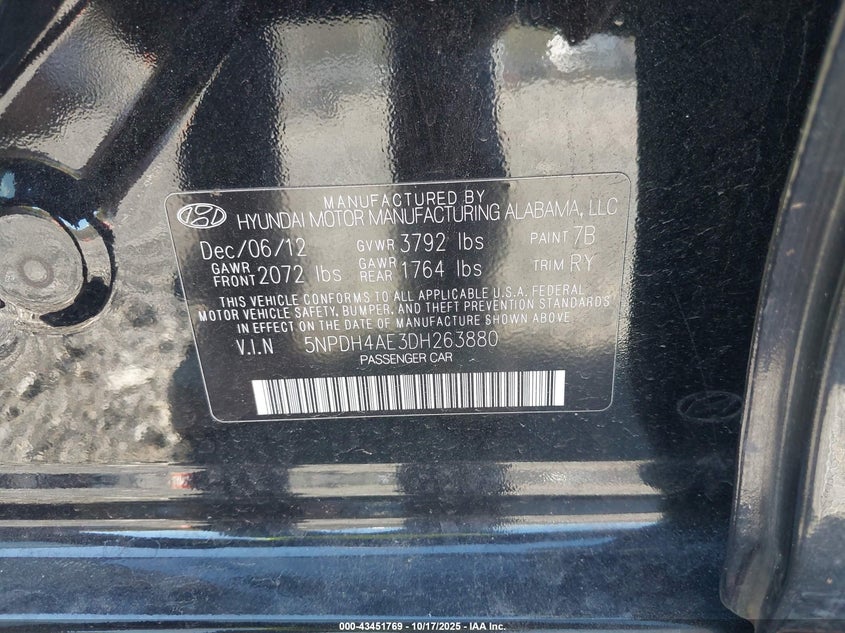 MANUFACTURED BY
HYUNDAI MOTOR MANUFACTURING ALABAMA, LLC
Dec/06/12 GVWR 3792 lbs PAINT 7B
GAWR FRONT 2072 lbs GAWR REAR 1764 lbs TRIM RY
THIS VEHICLE CONFORMS TO ALL APPLICABLE U.S.A. FEDERAL
MOTOR VEHICLE SAFETY, BUMPER, AND THEFT PREVENTION STANDARDS
IN EFFECT ON THE DATE OF MANUFACTURE SHOWN ABOVE
V.I.N 5NPDH4AE3DH263880
PASSENGER CAR
000-43451769 - 10/17/2025 - IAA Inc.